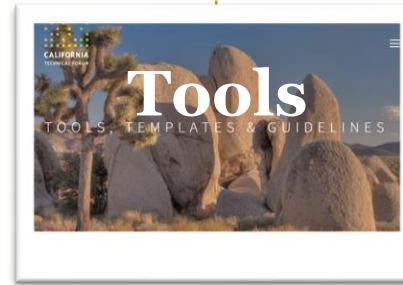 CALIFORNIA
TECHNICAL FORUM
Tools
TOOLS, TEMPLATES & GUIDELINES